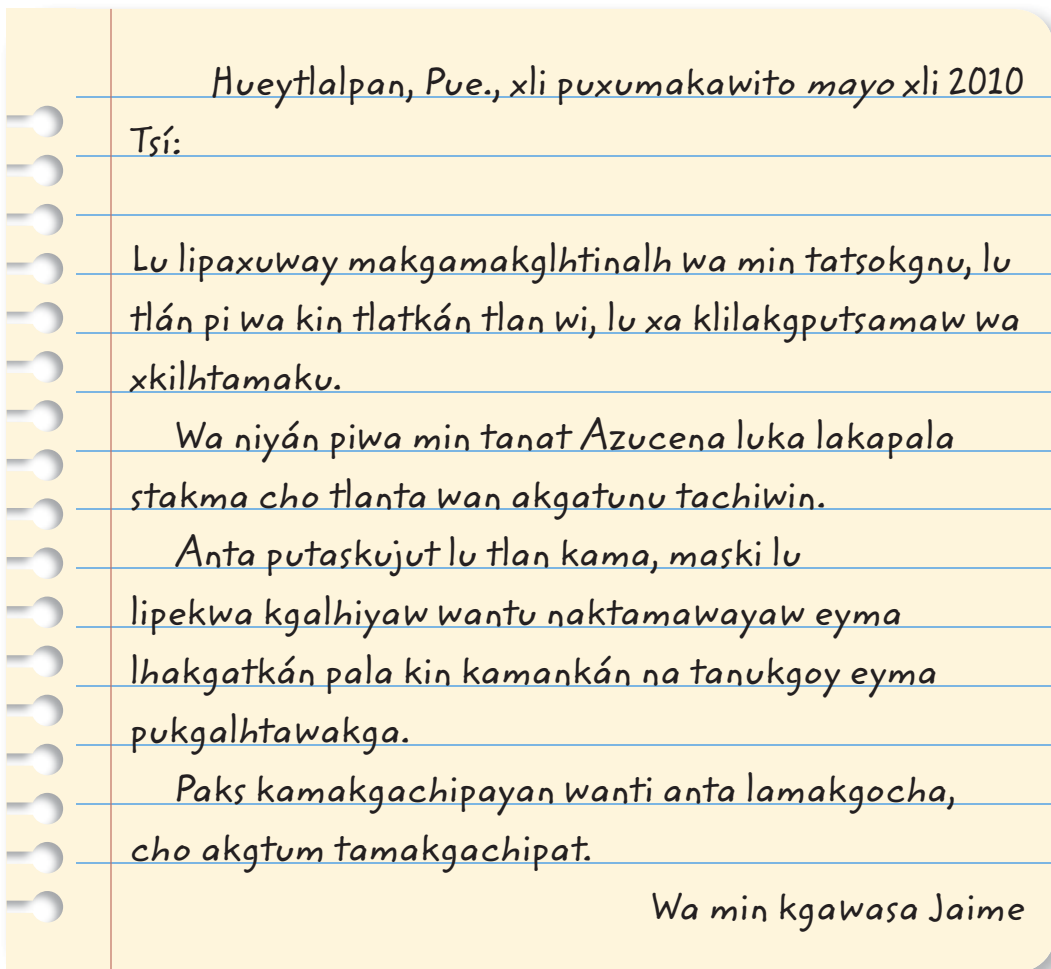 Hueytlalpan, Pue., xli puxumakawito mayo xli 2010
Tsí:
Lu lipaxuway makgamakglhtinalh wa min tatsokgnu, lu
tlán pi wa kin tlatkán tlan wi, lu xa klilakgputsamaw wa
xkilhtamaku.
Wa niyán piwa min tanat Azucena luka lakapala
stakma cho tlanta wan akgatunu tachiwin.
Anta putaskujut lu tlan kama, maski lu
lipekwa kgalhiyaw wantu naktamawayaw eyma
lhakgatkán pala kin kamankán na tanukgoy eyma
pukgalhtawakga.
Paks kamakgachipayan wanti anta lamakgocha,
cho akgtum tamakgachipat.
Wa min kgawasa Jaime